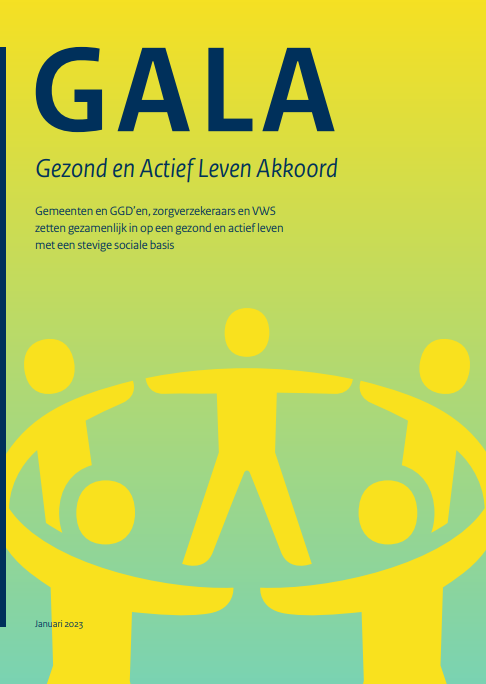 GALA
Gezond en Actief Leven Akkoord
Gemeenten en GGD'en, zorgverzekeraars en VWS
zetten gezamenlijk in op een gezond en actief leven
met een stevige sociale basis
Januari 2023